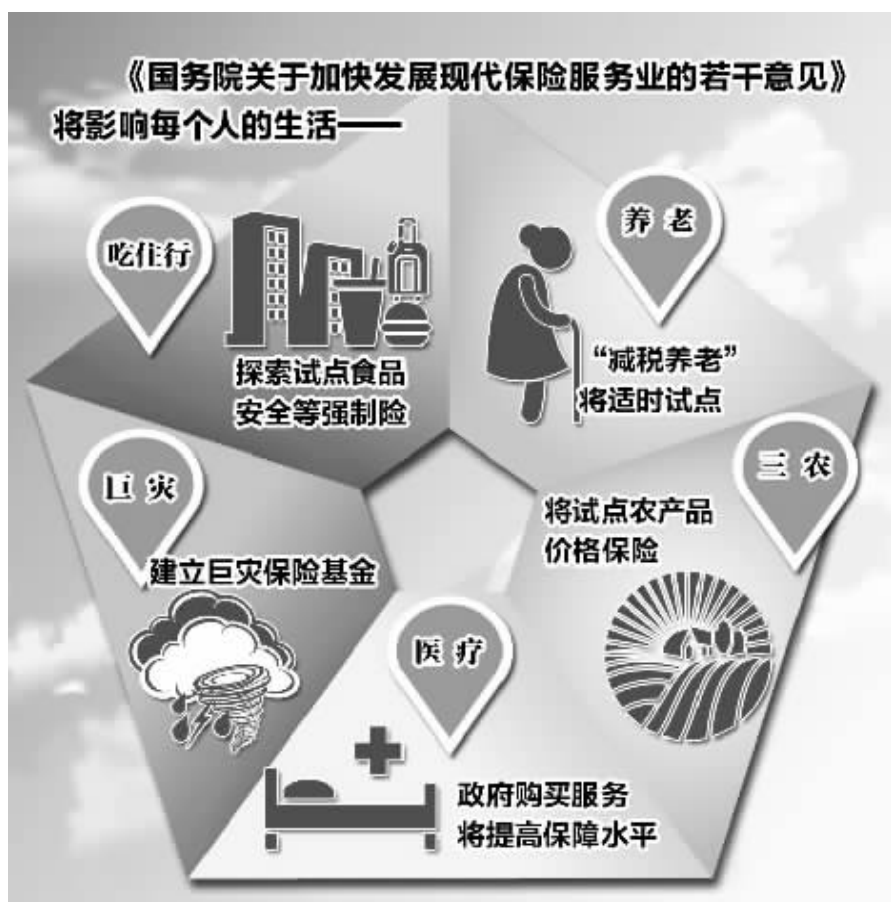 《国务院关于加快发展现代保险服务业的若干意见》
将影响每个人的生活——
吃住行
探索试点食品
安全等强制险
养老
“减税养老”
将适时试点
三农
将试点农产品
价格保险
巨灾
建立巨灾保险基金
医疗
政府购买服务
将提高保障水平